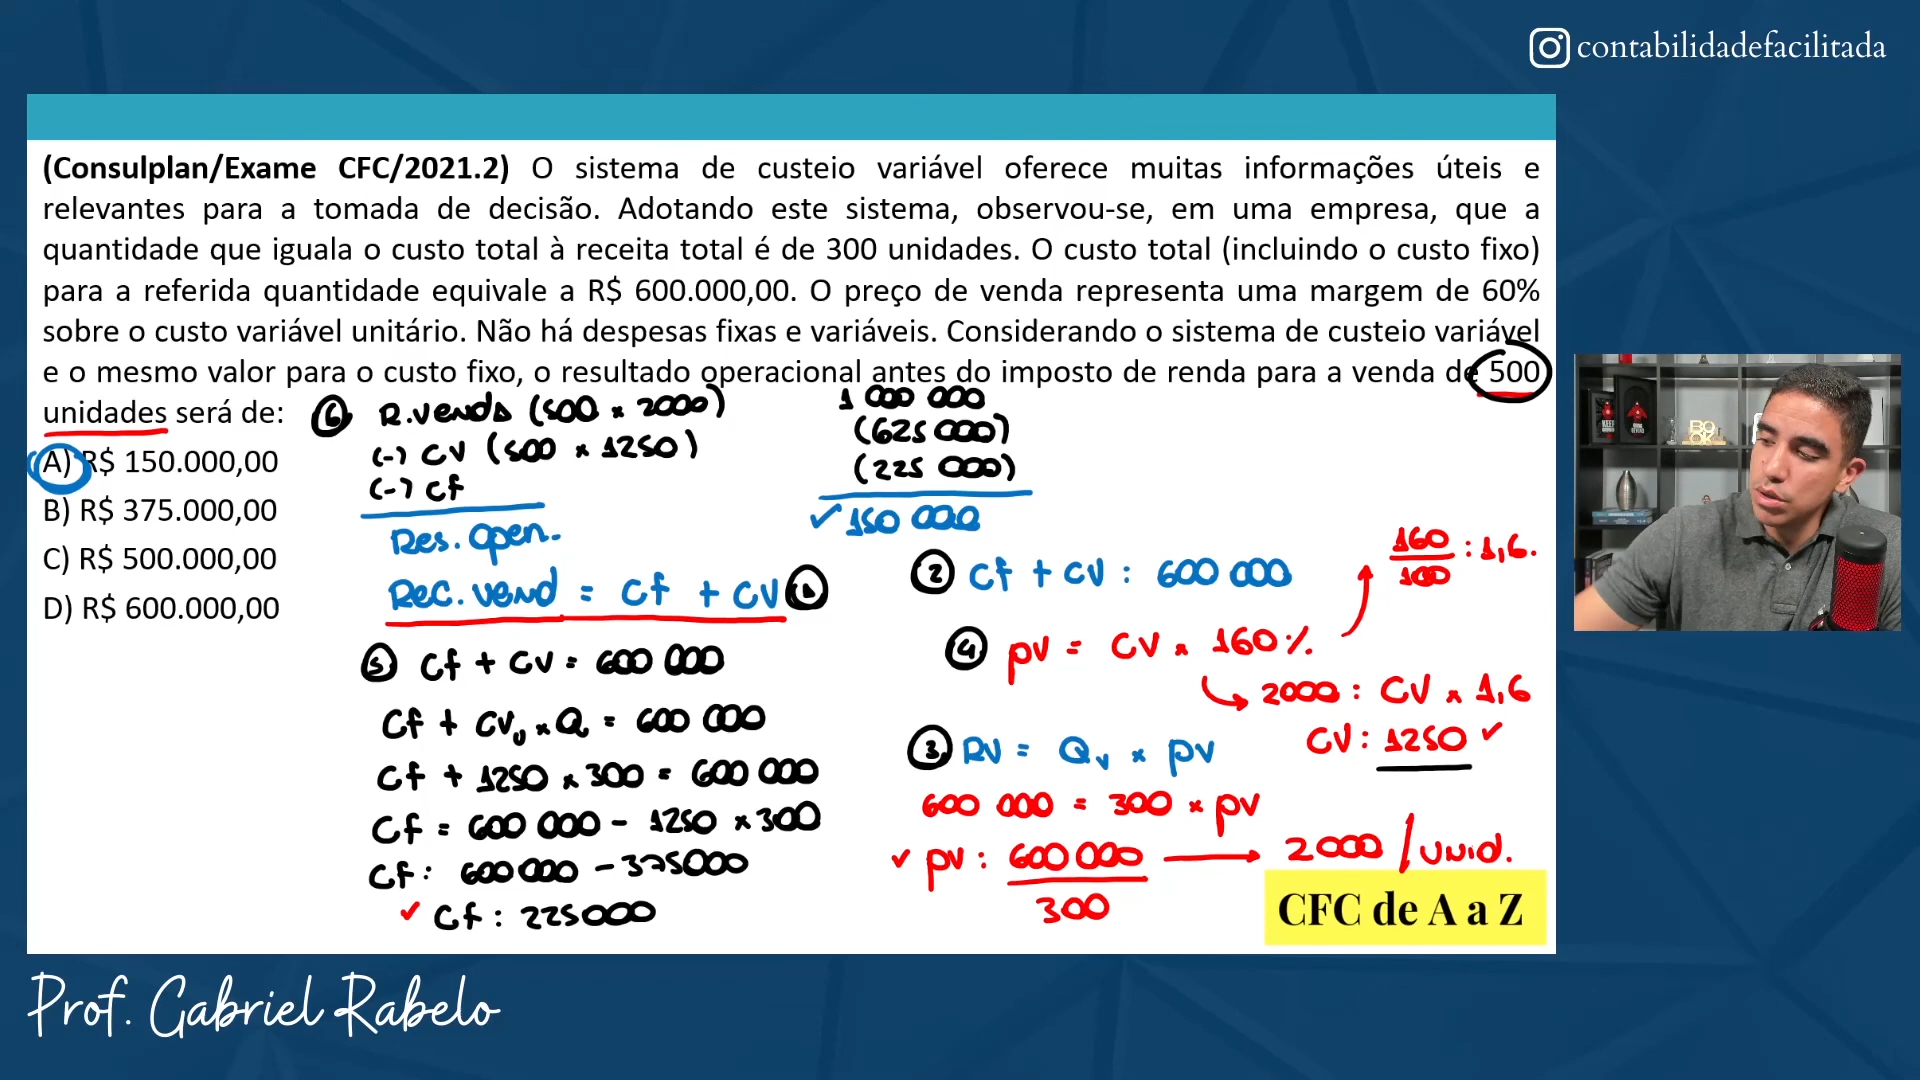 contabilidadefacilitada
(Consulplan/Exame CFC/2021.2) O sistema de custeio variável oferece muitas informações úteis e
relevantes para a tomada de decisão. Adotando este sistema, observou-se, em uma empresa, que a
quantidade que iguala o custo total à receita total é de 300 unidades. O custo total (incluindo o custo fixo)
para a referida quantidade equivale a R$ 600.000,00. O preço de venda representa uma margem de 60%
sobre o custo variável unitário. Não há despesas fixas e variáveis. Considerando o sistema de custeio variável
e o mesmo valor para o custo fixo, o resultado operacional antes do imposto de renda para a venda de 500
unidades será de:
A) R$ 150.000,00
B) R$ 375.000,00
C) R$ 500.000,00
D) R$ 600.000,00
6 R. venda (500 x 2000) 1 000 000
(-) CV (500 x 1250) (625 000)
(-) Cf (225 000)
Res. Oper. ✓ 150 000
Rec. vend = Cf + CV 1
2 Cf + CV : 600 000
160
100
: 1,6.
4 PV = CV x 160%
2000 : CV x 1,6
CV : 1250 ✓
3 RV = Qv x PV
600 000 = 300 x PV
✓ PV : 600 000 2000 / Unid.
300
5 Cf + CV = 600 000
Cf + CVu x Q = 600 000
Cf + 1250 x 300 = 600 000
Cf = 600 000 - 1250 x 300
Cf : 600 000 - 375000
✓ Cf : 225000
CFC de A a Z
Prof. Gabriel Rabelo